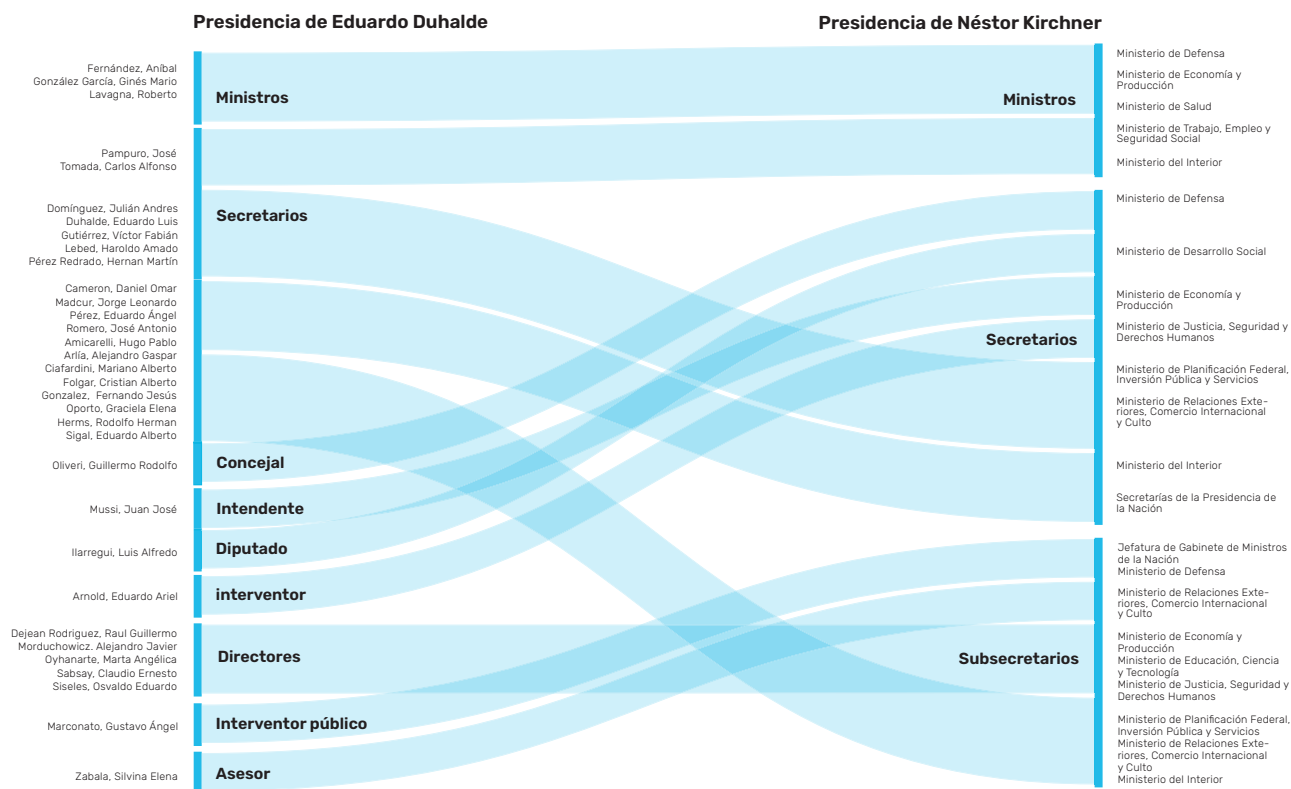 Presidencia de Eduardo Duhalde
Presidencia de Néstor Kirchner
Fernández, Aníbal
González García, Ginés Mario
Lavagna, Roberto
Pampuro, José
Tomada, Carlos Alfonso
Domínguez, Julián Andres
Duhalde, Eduardo Luis
Gutiérrez, Víctor Fabián
Lebed, Haroldo Amado
Pérez Redrado, Hernan Martín
Cameron, Daniel Omar
Madcur, Jorge Leonardo
Pérez, Eduardo Ángel
Romero, José Antonio
Amicarelli, Hugo Pablo
Arlía, Alejandro Gaspar
Ciafardini, Mariano Alberto
Folgar, Cristian Alberto
Gonzalez, Fernando Jesús
Oporto, Graciela Elena
Herms, Rodolfo Herman
Sigal, Eduardo Alberto
Oliveri, Guillermo Rodolfo
Mussi, Juan José
Ilarregui, Luis Alfredo
Arnold, Eduardo Ariel
Dejean Rodriguez, Raul Guillermo
Morduchowicz. Alejandro Javier
Oyhanarte, Marta Angélica
Sabsay, Claudio Ernesto
Siseles, Osvaldo Eduardo
Marconato, Gustavo Ángel
Zabala, Silvina Elena
Ministros
Secretarios
Concejal
Intendente
Diputado
interventor
Directores
Interventor público
Asesor
Ministros
Secretarios
Subsecretarios
Ministerio de Defensa
Ministerio de Economía y
Producción
Ministerio de Salud
Ministerio de Trabajo, Empleo y
Seguridad Social
Ministerio del Interior
Ministerio de Defensa
Ministerio de Desarrollo Social
Ministerio de Economía y
Producción
Ministerio de Justicia, Seguridad y
Derechos Humanos
Ministerio de Planificación Federal,
Inversión Pública y Servicios
Ministerio de Relaciones Exte-
riores, Comercio Internacional
y Culto
Ministerio del Interior
Secretarías de la Presidencia de
la Nación
Jefatura de Gabinete de Ministros
de la Nación
Ministerio de Defensa
Ministerio de Relaciones Exte-
riores, Comercio Internacional
y Culto
Ministerio de Economía y
Producción
Ministerio de Educación, Ciencia
y Tecnología
Ministerio de Justicia, Seguridad y
Derechos Humanos
Ministerio de Planificación Federal,
Inversión Pública y Servicios
Ministerio de Relaciones Exte-
riores, Comercio Internacional
y Culto
Ministerio del Interior